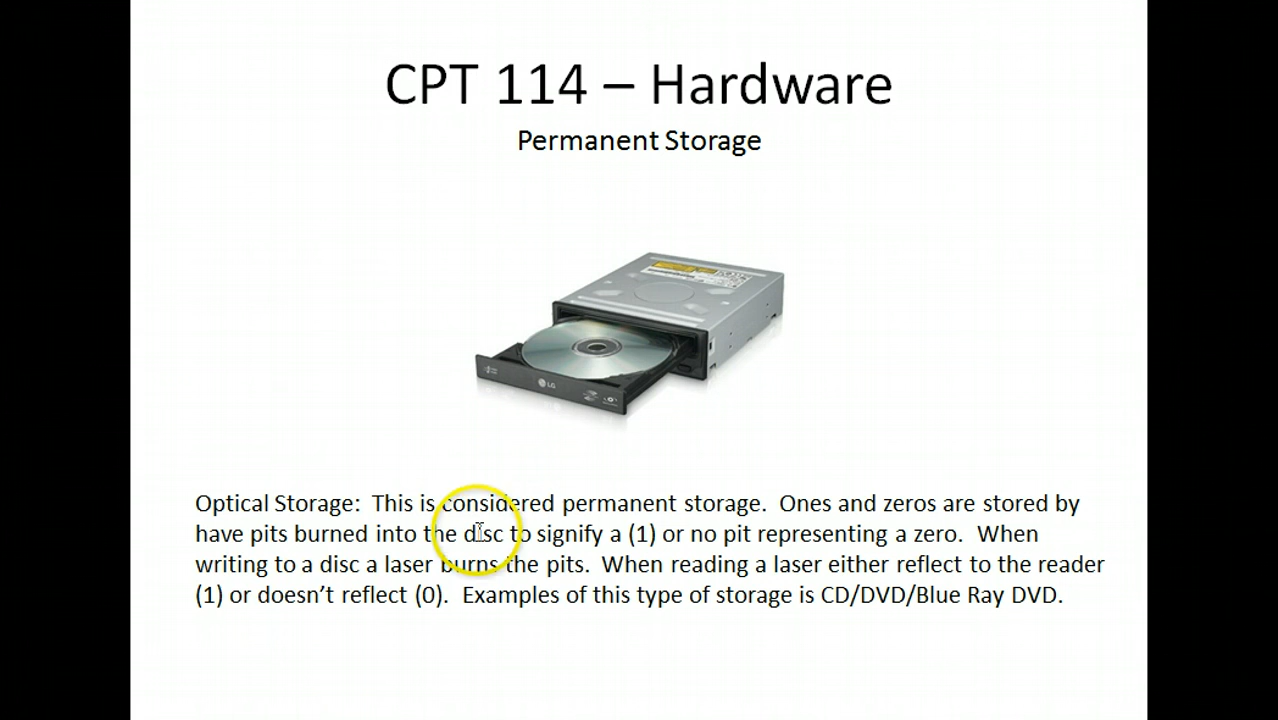 CPT 114 – Hardware
Permanent Storage
LG
Optical Storage:  This is considered permanent storage.  Ones and zeros are stored by
have pits burned into the disc to signify a (1) or no pit representing a zero.  When
writing to a disc a laser burns the pits.  When reading a laser either reflect to the reader
(1) or doesn’t reflect (0).  Examples of this type of storage is CD/DVD/Blue Ray DVD.